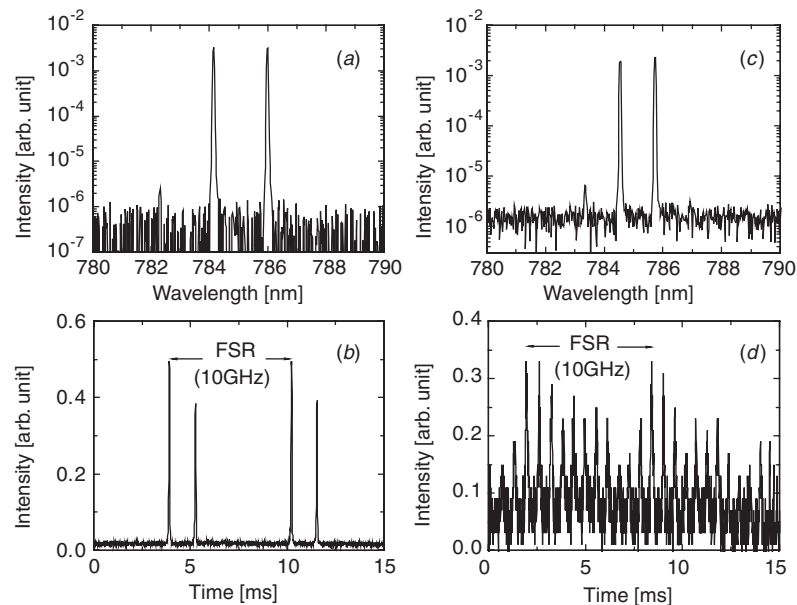 10^-2
10^-3
10^-4
10^-5
10^-6
10^-7
Intensity [arb. unit]
(a)
780 782 784 786 788 790
Wavelength [nm]
10^-2
10^-3
10^-4
10^-5
10^-6
Intensity [arb. unit]
(c)
780 782 784 786 788 790
Wavelength [nm]
0.6
0.4
0.2
0.0
Intensity [arb. unit]
FSR
(10GHz)
(b)
0 5 10 15
Time [ms]
0.4
0.3
0.2
0.1
0.0
Intensity [arb. unit]
FSR
(10GHz)
(d)
0 5 10 15
Time [ms]